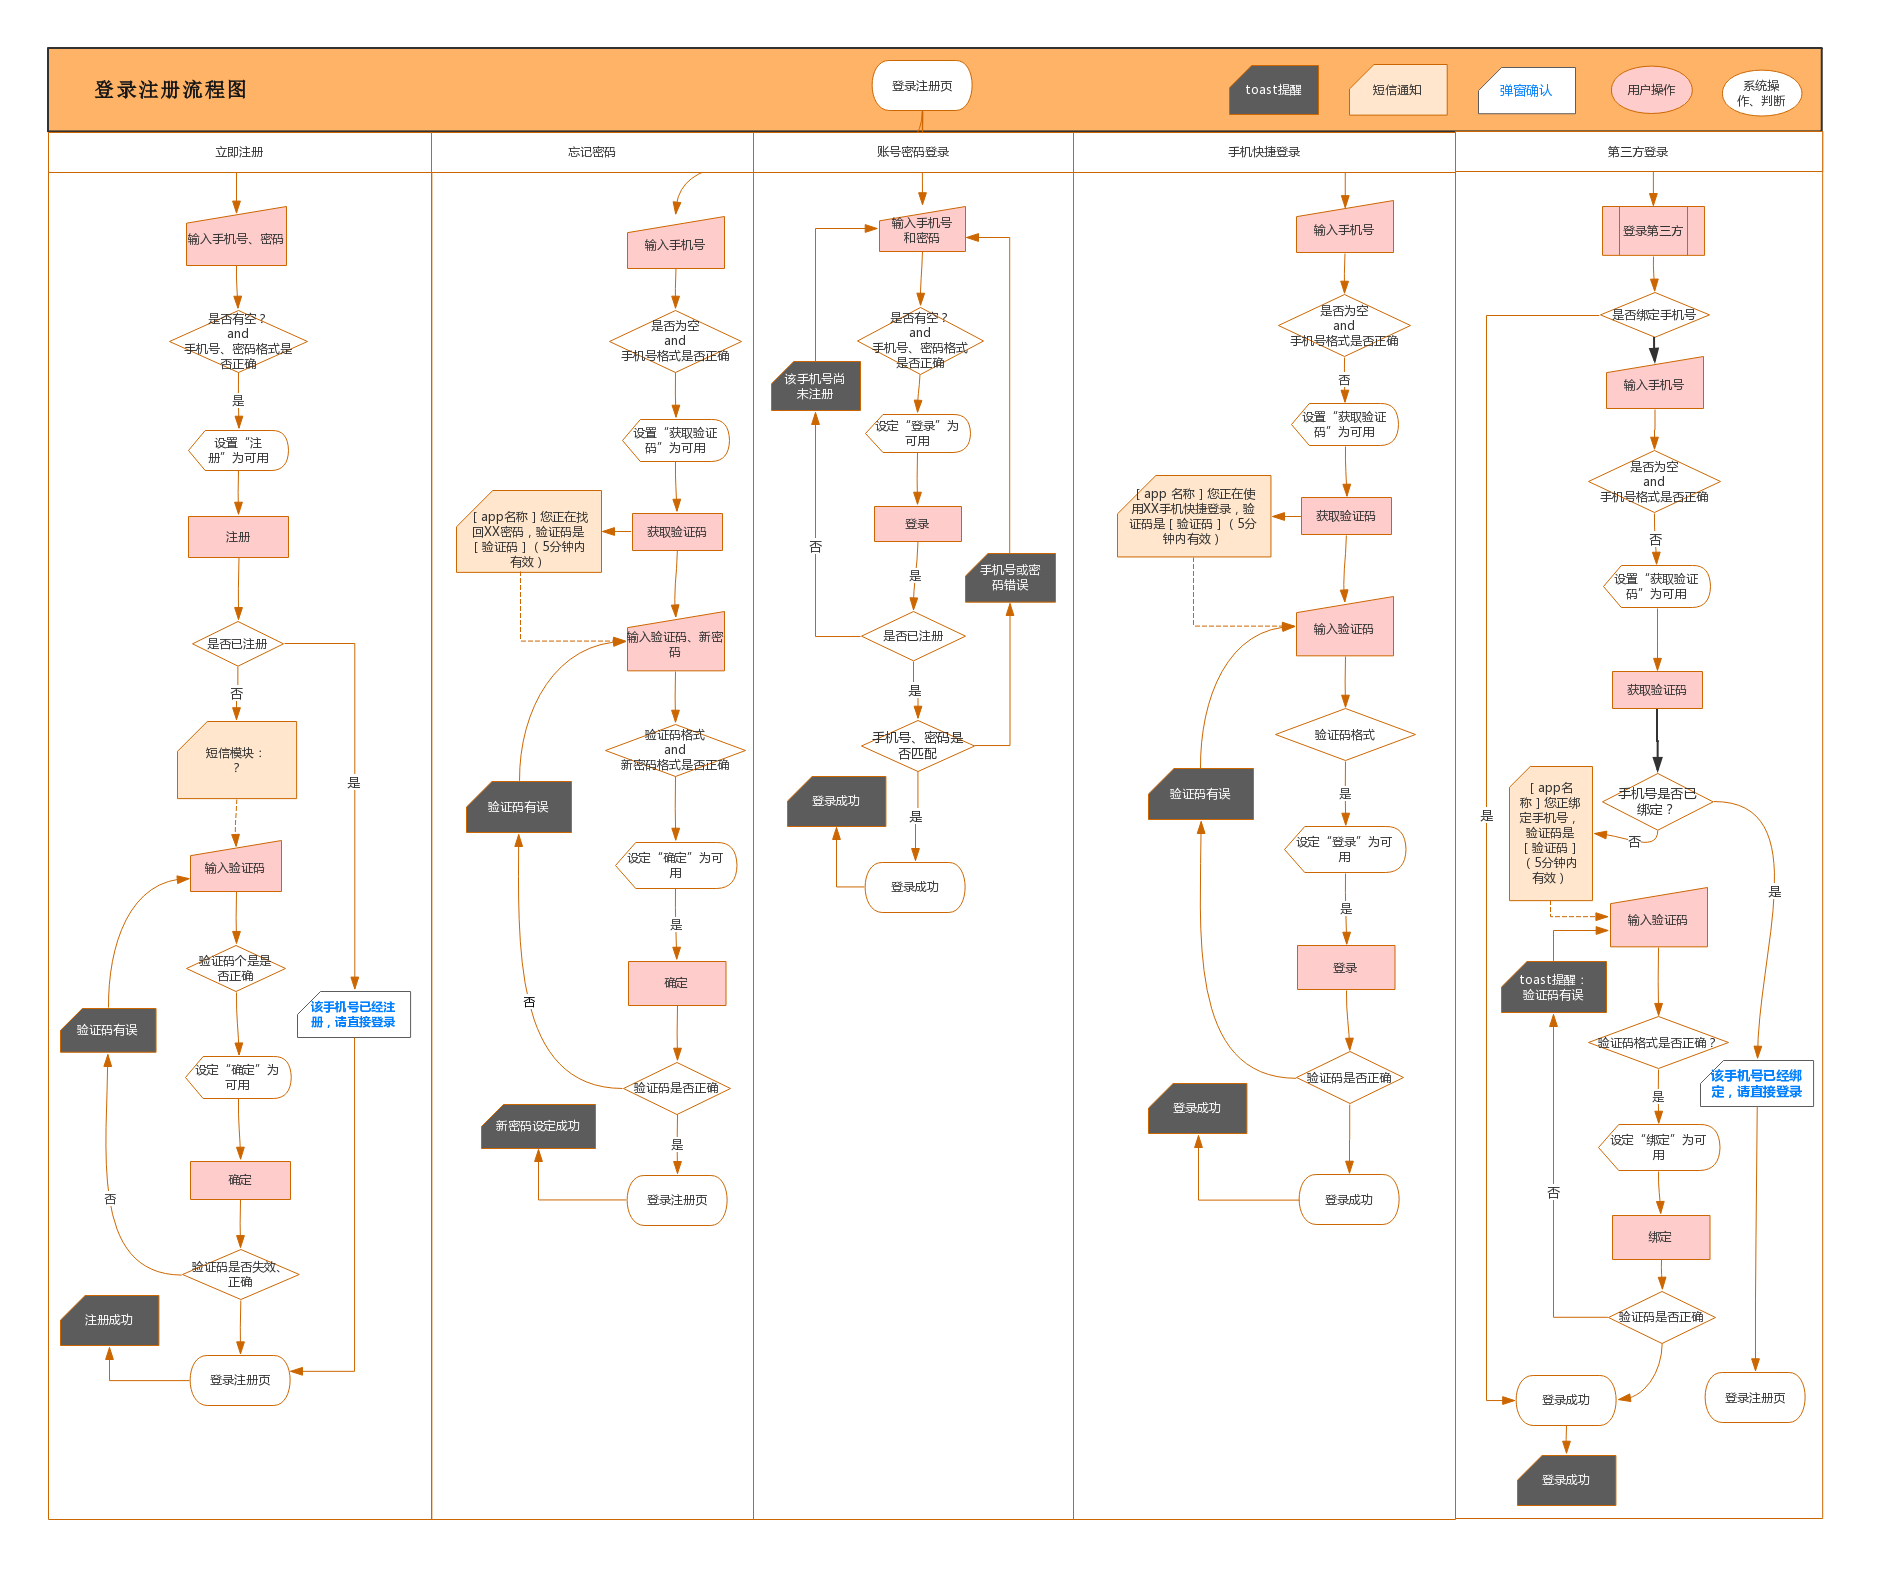 登录注册流程图
登录注册页
toast提醒
短信通知
弹窗确认
用户操作
系统操
作、判断
立即注册
忘记密码
账号密码登录
手机快捷登录
第三方登录
输入手机号、密码
是否有空？
and
手机号、密码格式是
否正确
是
设置“注
册”为可用
注册
是否已注册
否
是
短信模块：
?
输入验证码
验证码个是是
否正确
该手机号已经注
册，请直接登录
验证码有误
设定“确定”为
可用
确定
否
验证码是否失效、
正确
注册成功
登录注册页
输入手机号
是否为空
and
手机号格式是否正确
设置“获取验证
码”为可用
[ app名称 ] 您正在找
回XX密码，验证码是
[ 验证码 ]（ 5分钟内
有效 ）
获取验证码
输入验证码、新密
码
验证码格式
and
新密码格式是否正确
验证码有误
设定“确定”为可
用
是
确定
否
验证码是否正确
新密码设定成功
是
登录注册页
输入手机号
和密码
是否有空？
and
手机号、密码格式
是否正确
该手机号尚
未注册
设定“登录”为
可用
登录
否
是
手机号或密
码错误
是否已注册
是
手机号、密码是
否匹配
登录成功
是
登录成功
输入手机号
是否为空
and
手机号格式是否正确
否
设置“获取验证
码”为可用
[ app 名称 ] 您正在使
用XX手机快捷登录，验
证码是 [ 验证码 ]（ 5分
钟内有效 ）
获取验证码
输入验证码
验证码格式
验证码有误
是
设定“登录”为可
用
是
登录
验证码是否正确
登录成功
登录成功
登录第三方
是否绑定手机号
输入手机号
是否为空
and
手机号格式是否正确
否
设置“获取验证
码”为可用
获取验证码
手机号是否已
绑定？
是
否
[ app名
称 ] 您正绑
定手机号，
验证码是
[ 验证码 ]
（ 5分钟内
有效 ）
是
输入验证码
toast提醒：
验证码有误
验证码格式是否正确？
该手机号已经绑
定，请直接登录
是
设定“绑定”为可
用
否
绑定
验证码是否正确
登录成功
登录注册页
登录成功